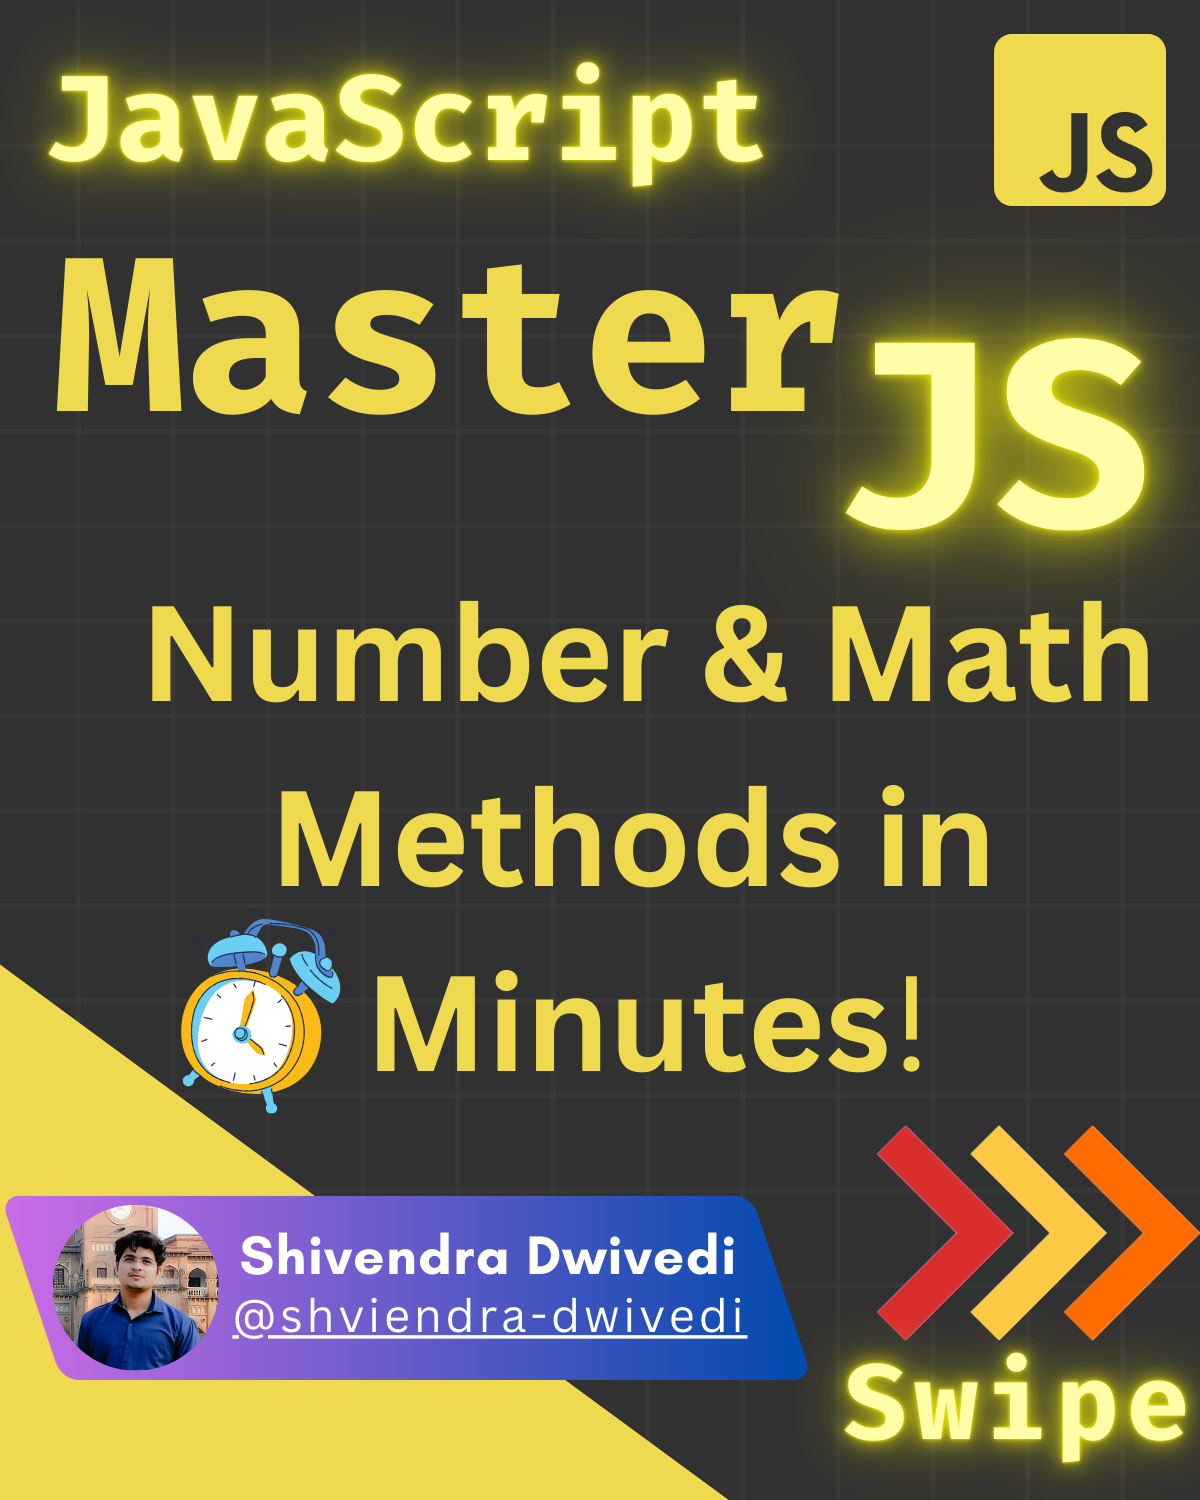 JavaScript
JS
Master
JS
Number & Math
Methods in
Minutes!
Shivendra Dwivedi
@shviendra-dwivedi
Swipe